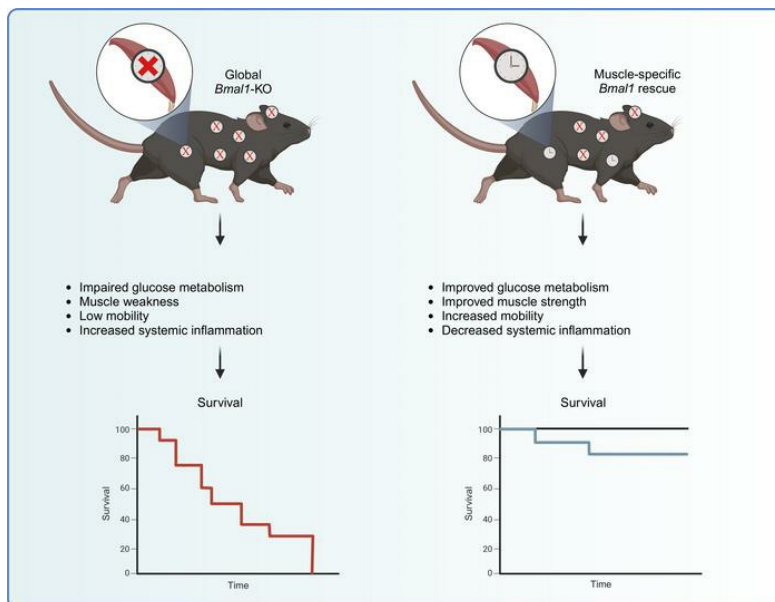 Global
Bmal1-KO
Muscle-specific
Bmal1 rescue
• Impaired glucose metabolism
• Muscle weakness
• Low mobility
• Increased systemic inflammation
• Improved glucose metabolism
• Improved muscle strength
• Increased mobility
• Decreased systemic inflammation
Survival
Survival
100
80
60
40
20
0
Time
Survival
Survival
100
80
60
40
20
0
Time